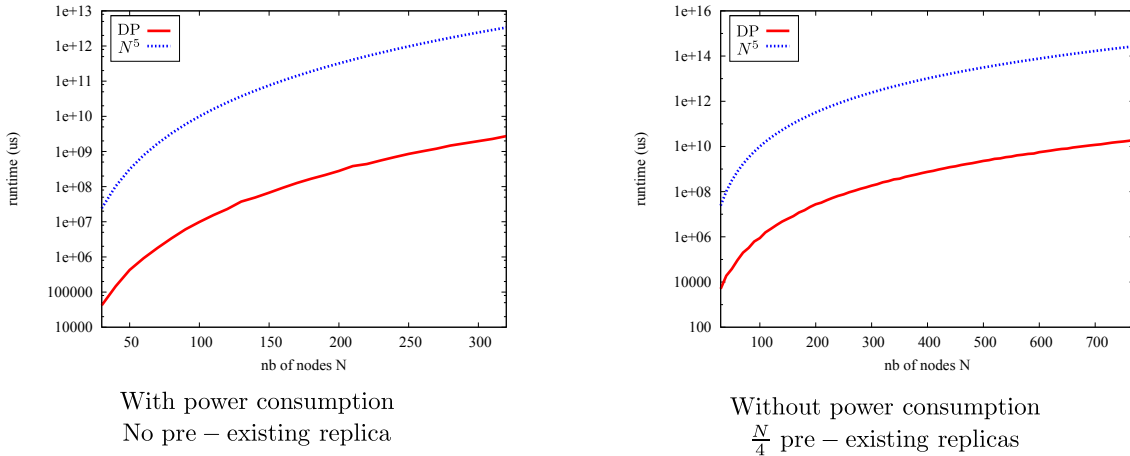 1e+13
1e+12
1e+11
1e+10
1e+09
1e+08
1e+07
1e+06
100000
10000
runtime (us)
DP
N^5
50 100 150 200 250 300
nb of nodes N
With power consumption
No pre – existing replica
1e+16
1e+14
1e+12
1e+10
1e+08
1e+06
10000
100
runtime (us)
DP
N^5
100 200 300 400 500 600 700
nb of nodes N
Without power consumption
N/4 pre – existing replicas